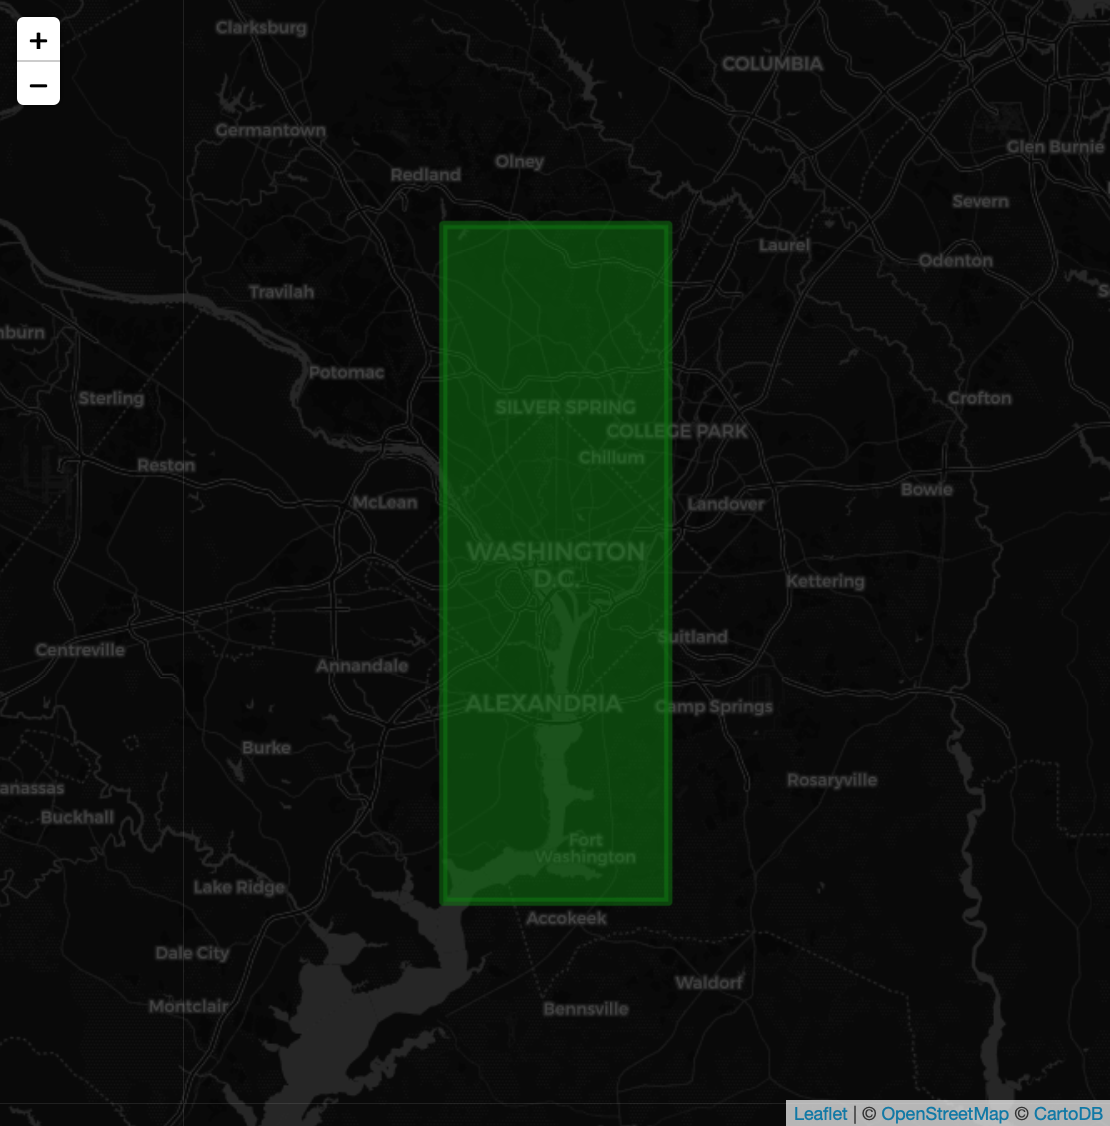 +
−
Clarksburg
COLUMBIA
Germantown
Glen Burnie
Olney
Redland
Severn
Laurel
Odenton
Travilah
S
nburn
Potomac
Sterling
Crofton
SILVER SPRING
COLLEGE PARK
Chillum
Reston
Bowie
McLean
Landover
WASHINGTON
D.C.
Kettering
Suitland
Centreville
Annandale
ALEXANDRIA
Camp Springs
Burke
Rosaryville
anassas
Buckhall
Fort
Washington
Lake Ridge
Accokeek
Dale City
Waldorf
Montclair
Bennsville
Leaflet | © OpenStreetMap © CartoDB